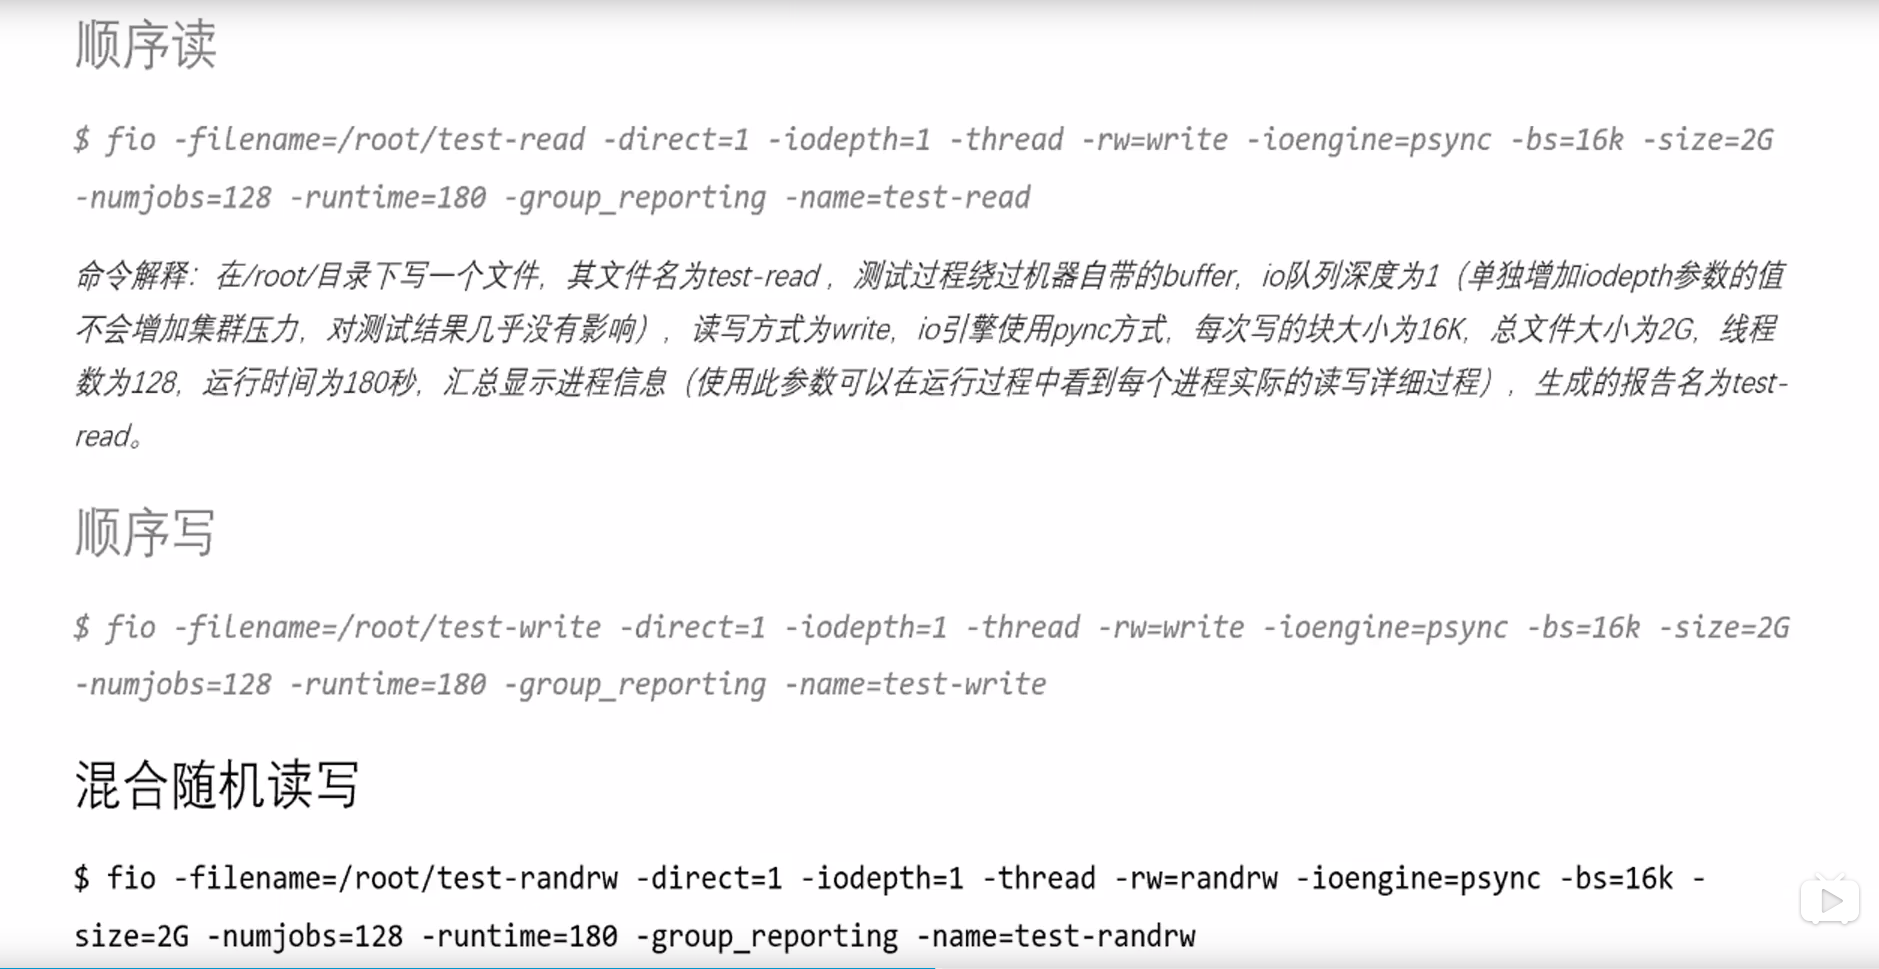 顺序读
$ fio -filename=/root/test-read -direct=1 -iodepth=1 -thread -rw=write -ioengine=psync -bs=16k -size=2G
-numjobs=128 -runtime=180 -group_reporting -name=test-read
命令解释：在/root/目录下写一个文件，其文件名为test-read ，测试过程绕过机器自带的buffer，io队列深度为1（单独增加iodepth参数的值
不会增加集群压力，对测试结果几乎没有影响），读写方式为write，io引擎使用pync方式，每次写的块大小为16K，总文件大小为2G，线程
数为128，运行时间为180秒，汇总显示进程信息（使用此参数可以在运行过程中看到每个进程实际的读写详细过程），生成的报告名为test-
read。
顺序写
$ fio -filename=/root/test-write -direct=1 -iodepth=1 -thread -rw=write -ioengine=psync -bs=16k -size=2G
-numjobs=128 -runtime=180 -group_reporting -name=test-write
混合随机读写
$ fio -filename=/root/test-randrw -direct=1 -iodepth=1 -thread -rw=randrw -ioengine=psync -bs=16k -
size=2G -numjobs=128 -runtime=180 -group_reporting -name=test-randrw